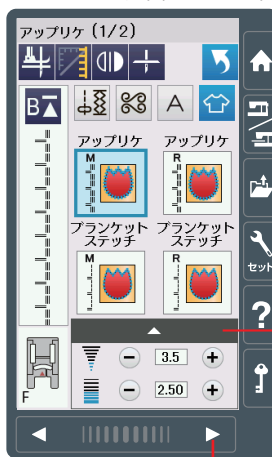 アップリケ (1/2)
B
A
アップリケ アップリケ
M R
ブランケット ブランケット
ステッチ ステッチ
M R
セット
?
3.5
2.50
F